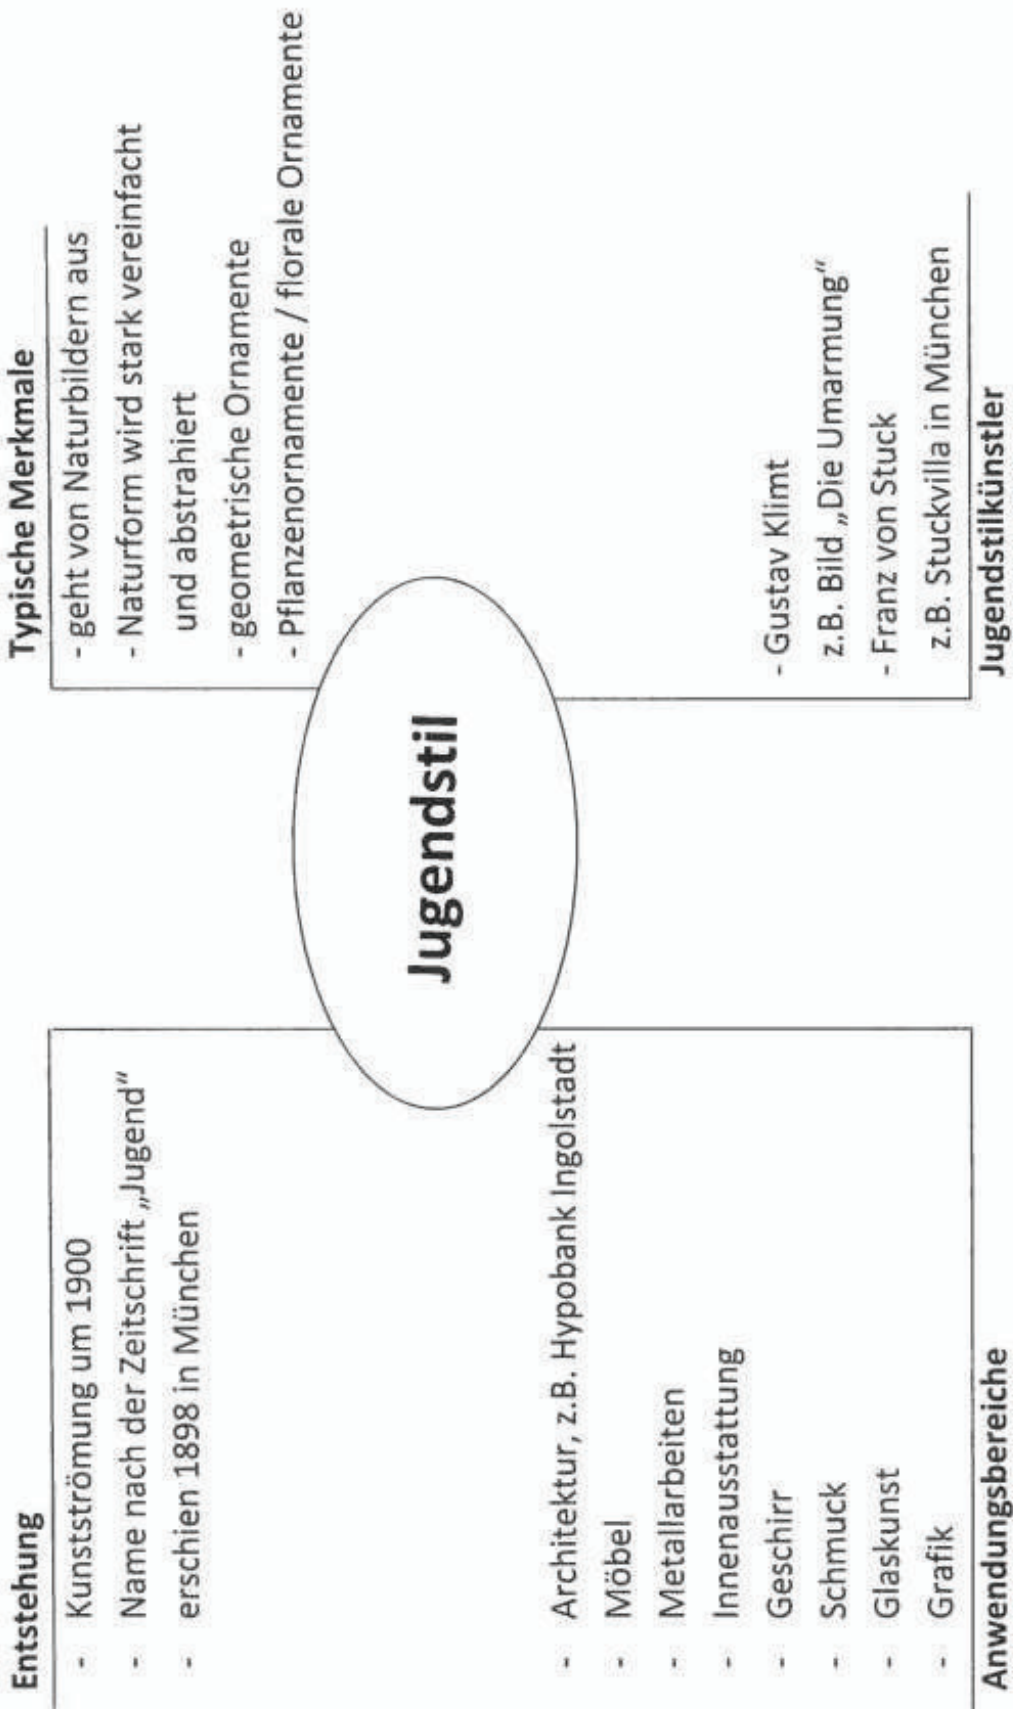 Entstehung
- Kunstströmung um 1900
- Name nach der Zeitschrift „Jugend“
- erschien 1898 in München
Typische Merkmale
- geht von Naturbildern aus
- Naturform wird stark vereinfacht
und abstrahiert
- geometrische Ornamente
- Pflanzenornamente / florale Ornamente
Jugendstil
- Architektur, z.B. Hypobank Ingolstadt
- Möbel
- Metallarbeiten
- Innenausstattung
- Geschirr
- Schmuck
- Glaskunst
- Grafik
Anwendungsbereiche
- Gustav Klimt
z.B. Bild „Die Umarmung“
- Franz von Stuck
z.B. Stuckvilla in München
Jugendstilkünstler